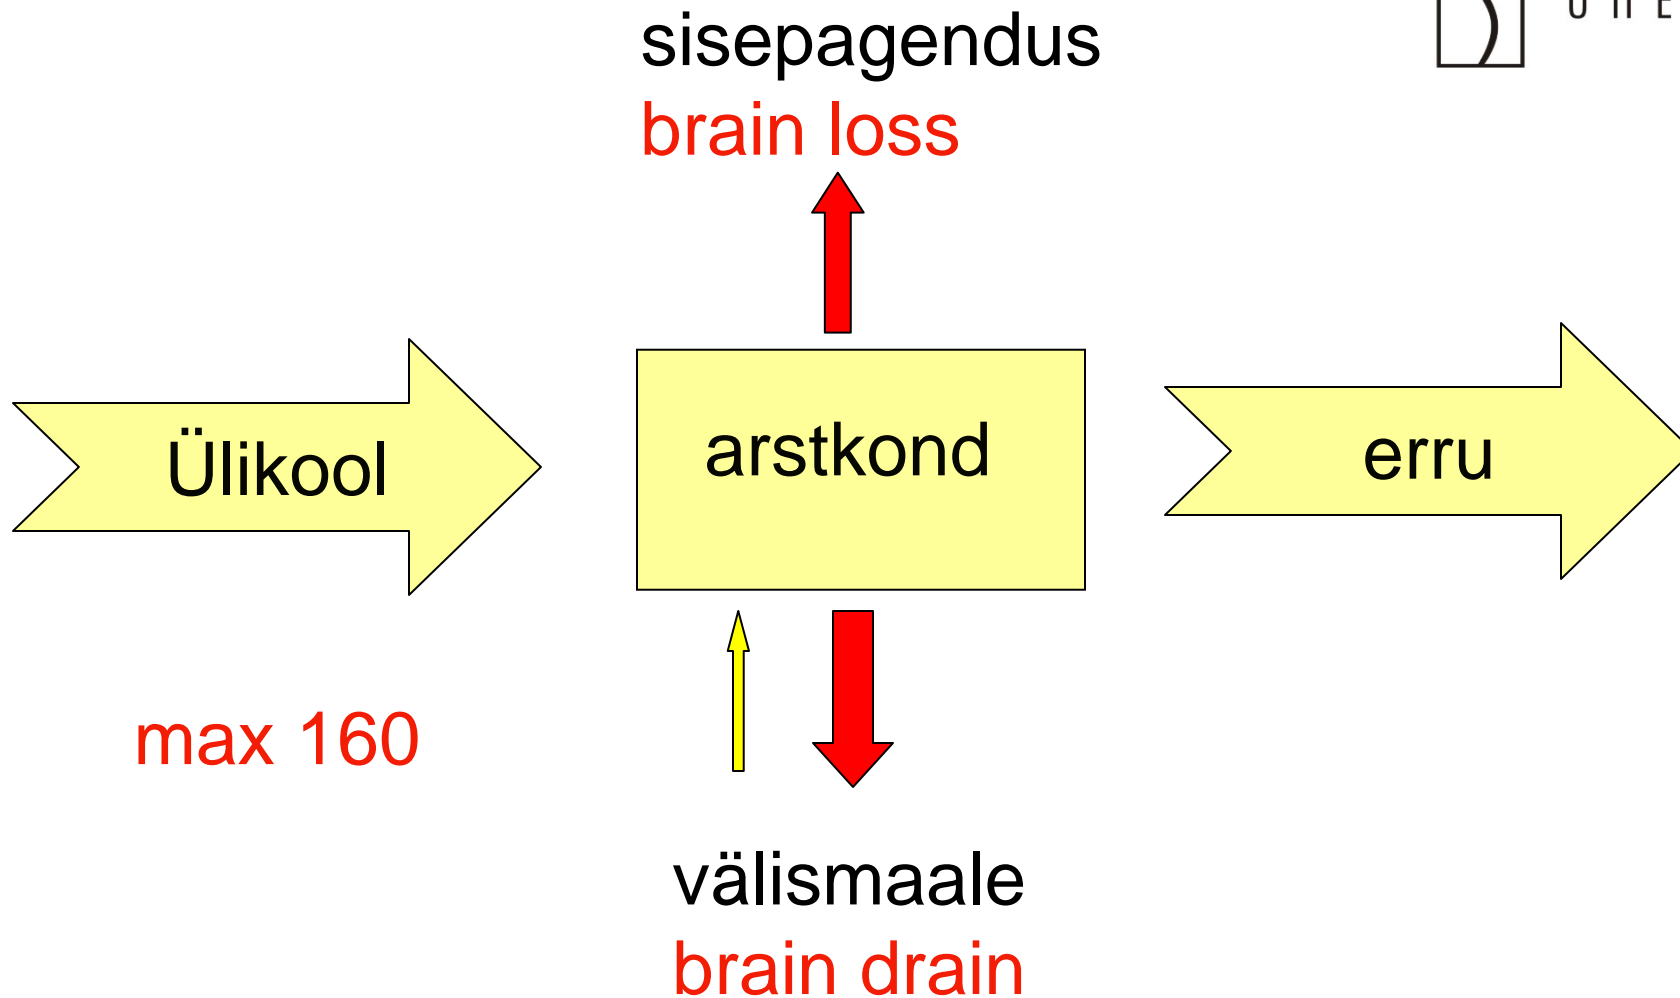 sisepagendus
brain loss
Ülikool
arstkond
erru
max 160
välismaale
brain drain